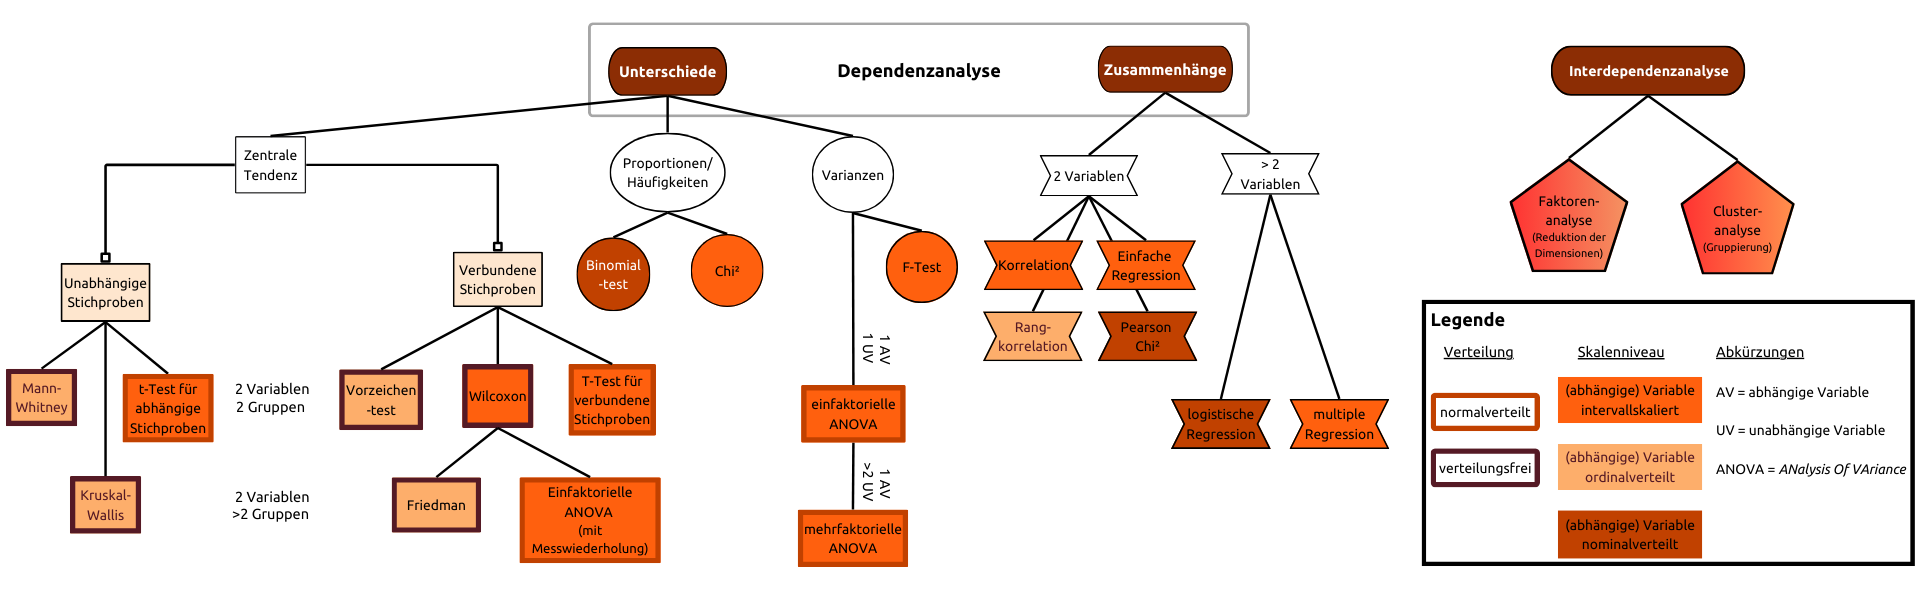 Dependenzanalyse
Unterschiede
Zusammenhänge
Interdependenzanalyse
Zentrale
Tendenz
Proportionen/
Häufigkeiten
Varianzen
2 Variablen
> 2
Variablen
Faktoren-
analyse
(Reduktion der
Dimensionen)
Cluster-
analyse
(Gruppierung)
Unabhängige
Stichproben
Verbundene
Stichproben
Binomial
-test
Chi²
F-Test
Korrelation
Einfache
Regression
Rang-
korrelation
Pearson
Chi²
1 AV
1 UV
Mann-
Whitney
t-Test für
abhängige
Stichproben
2 Variablen
2 Gruppen
Vorzeichen
-test
Wilcoxon
T-Test für
verbundene
Stichproben
einfaktorielle
ANOVA
logistische
Regression
multiple
Regression
1 AV
>2 UV
Kruskal-
Wallis
2 Variablen
>2 Gruppen
Friedman
Einfaktorielle
ANOVA
(mit
Messwiederholung)
mehrfaktorielle
ANOVA
Legende
Verteilung
normalverteilt
verteilungsfrei
Skalenniveau
(abhängige) Variable
intervallskaliert
(abhängige) Variable
ordinalverteilt
(abhängige) Variable
nominalverteilt
Abkürzungen
AV = abhängige Variable
UV = unabhängige Variable
ANOVA = ANalysis Of VAriance